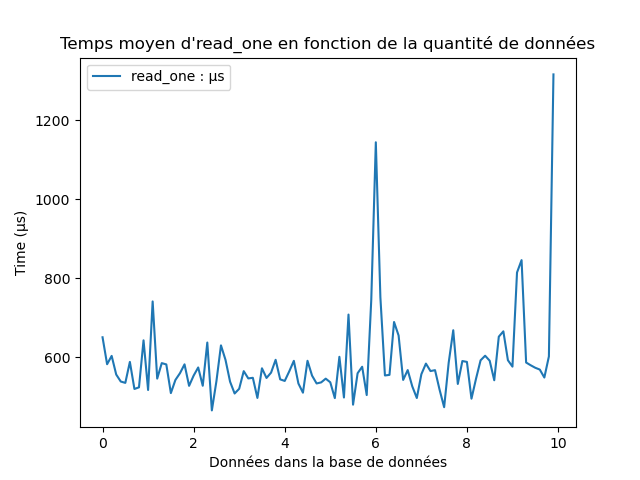 Temps moyen d'read_one en fonction de la quantité de données
read_one : µs
1200
1000
800
600
Time (µs)
0 2 4 6 8 10
Données dans la base de données